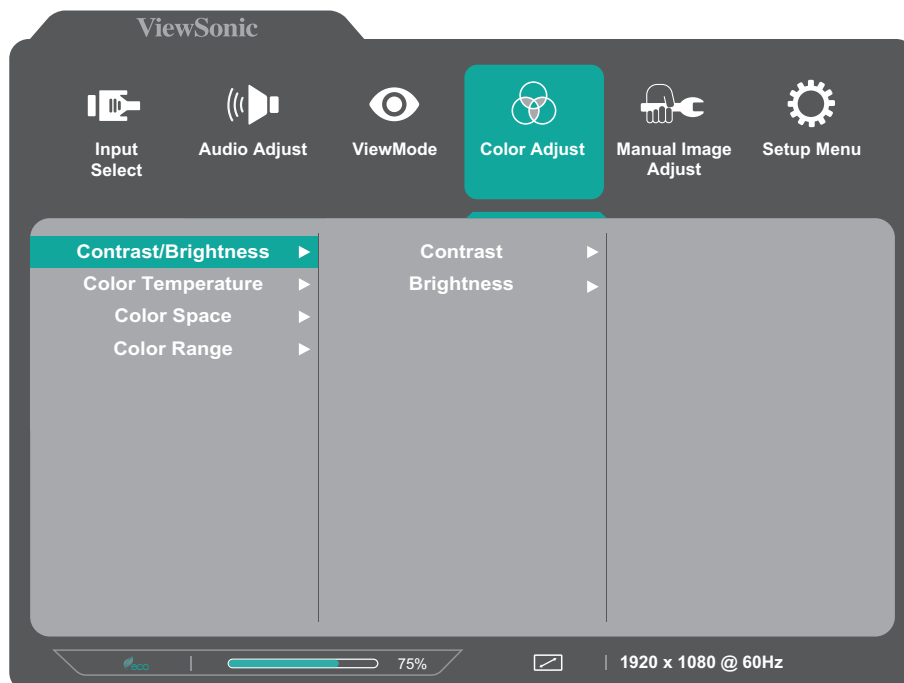 ViewSonic
Input Select
Audio Adjust
ViewMode
Color Adjust
Manual Image Adjust
Setup Menu
Contrast/Brightness
Color Temperature
Color Space
Color Range
Contrast
Brightness
eco
75%
1920 x 1080 @ 60Hz